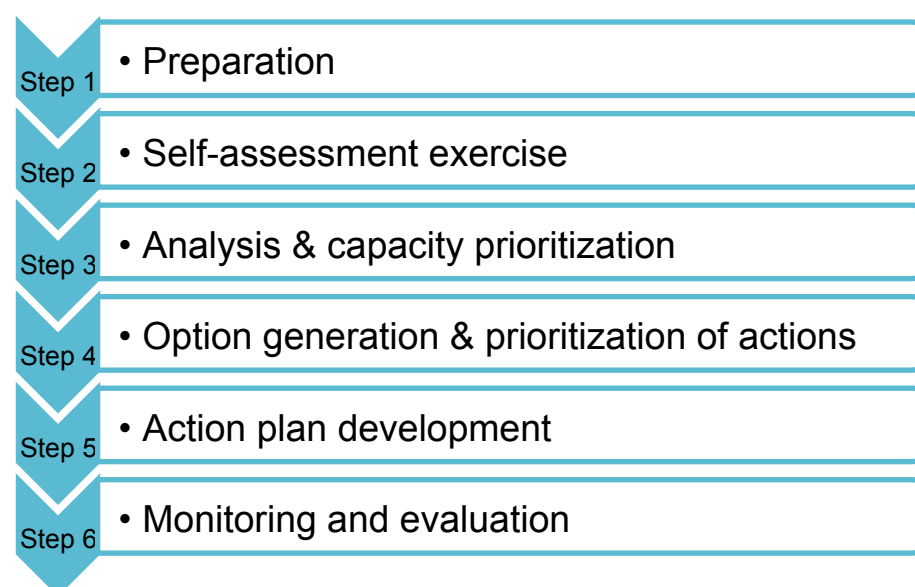 Step 1
• Preparation
Step 2
• Self-assessment exercise
Step 3
• Analysis & capacity prioritization
Step 4
• Option generation & prioritization of actions
Step 5
• Action plan development
Step 6
• Monitoring and evaluation